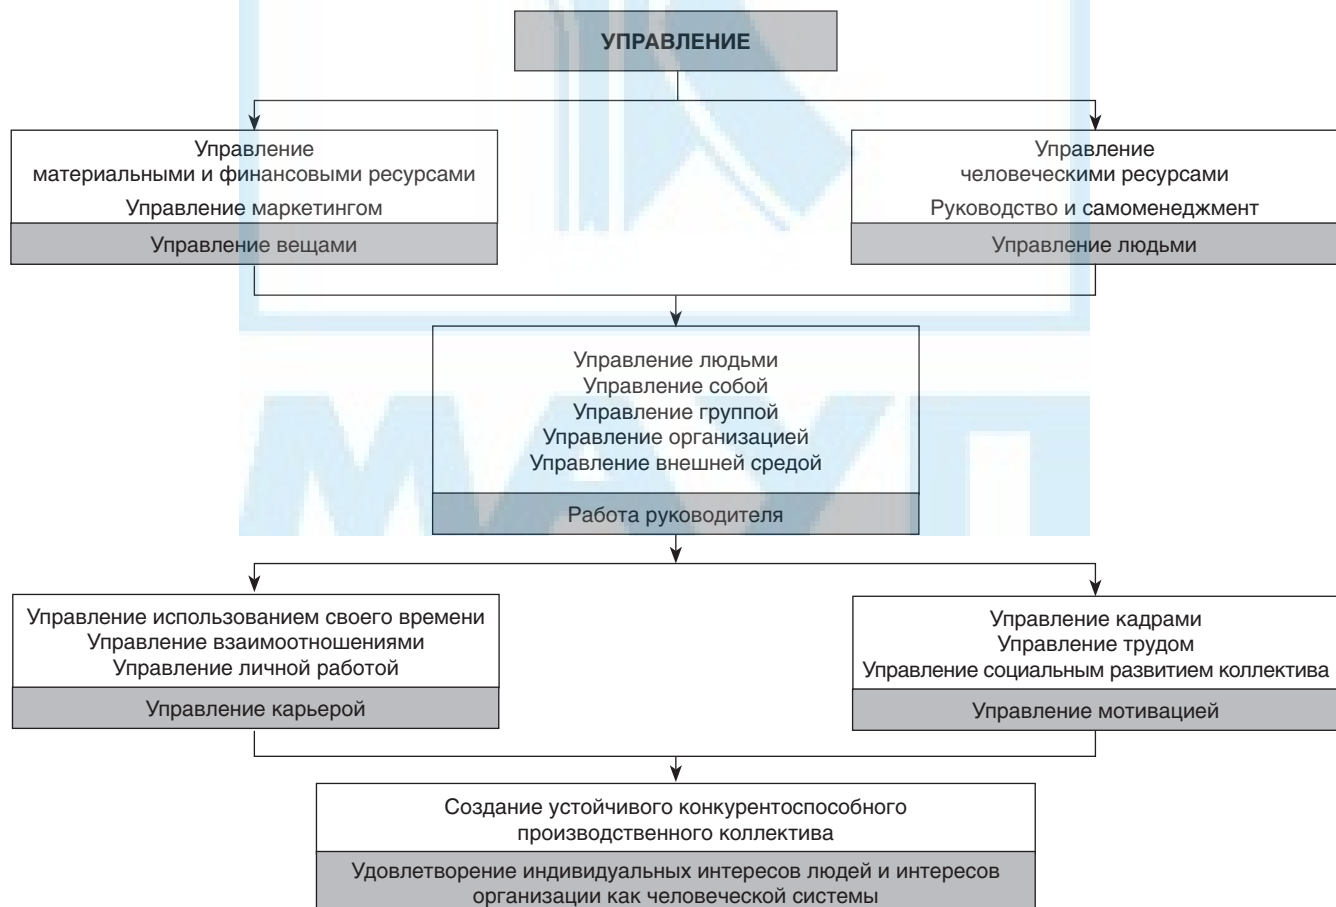 УПРАВЛЕНИЕ
Управление
материальными и финансовыми ресурсами
Управление маркетингом
Управление вещами
Управление
человеческими ресурсами
Руководство и самоменеджмент
Управление людьми
Управление людьми
Управление собой
Управление группой
Управление организацией
Управление внешней средой
Работа руководителя
Управление использованием своего времени
Управление взаимоотношениями
Управление личной работой
Управление карьерой
Управление кадрами
Управление трудом
Управление социальным развитием коллектива
Управление мотивацией
Создание устойчивого конкурентоспособного
производственного коллектива
Удовлетворение индивидуальных интересов людей и интересов
организации как человеческой системы
МАУП